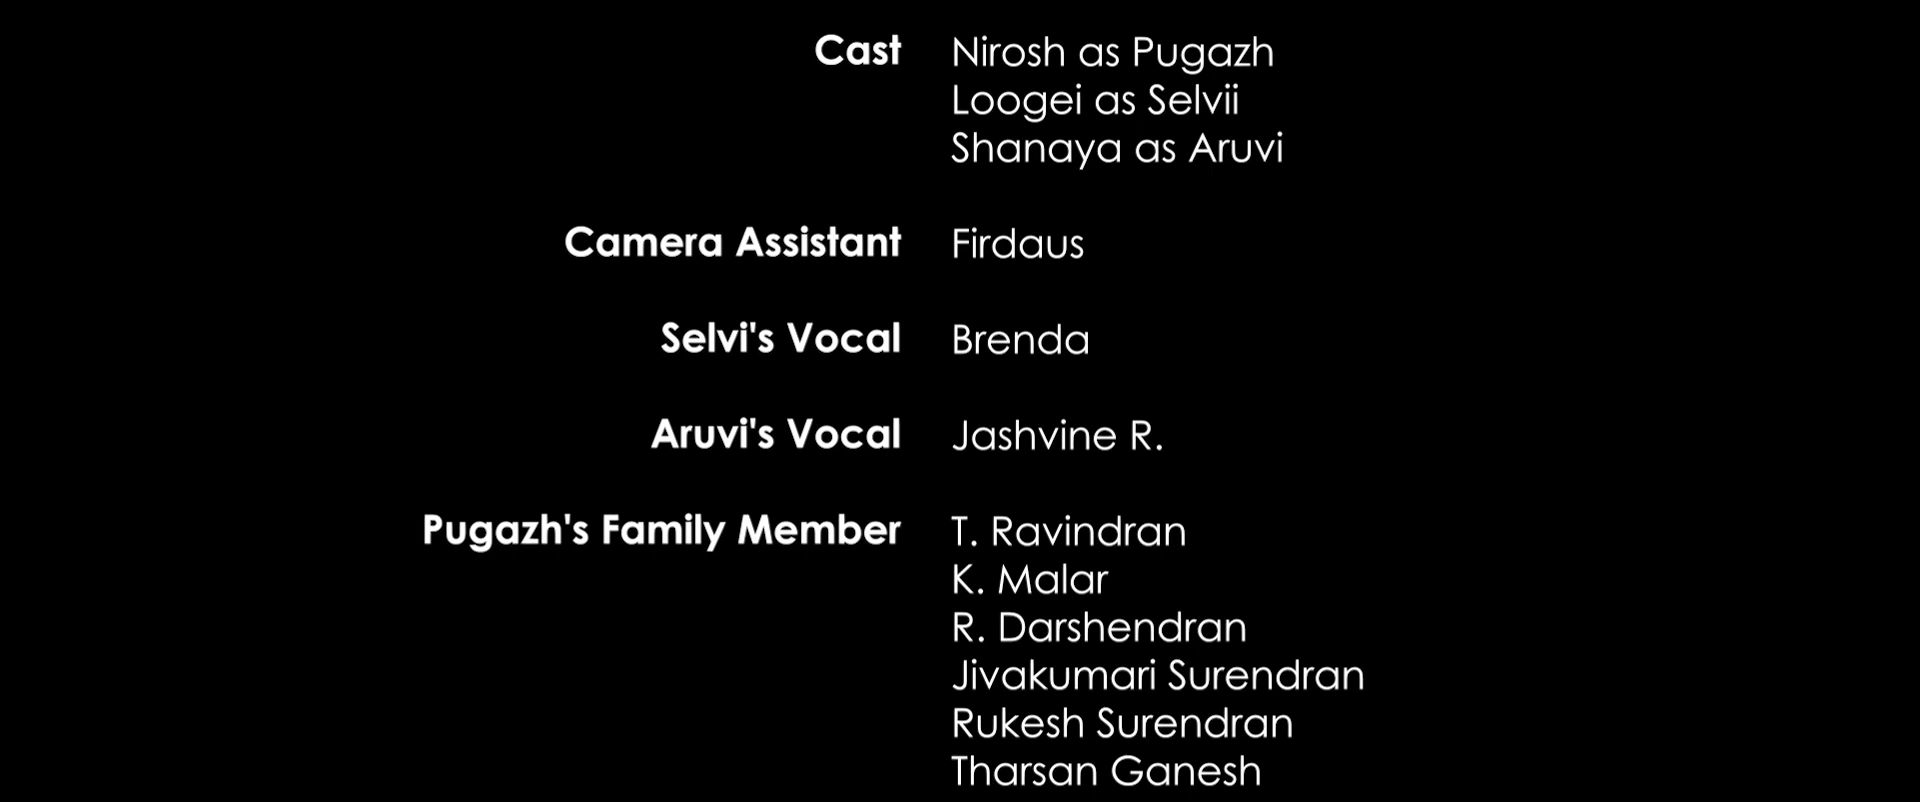 Cast Nirosh as Pugazh
Loogei as Selvii
Shanaya as Aruvi
Camera Assistant Firdaus
Selvi's Vocal Brenda
Aruvi's Vocal Jashvine R.
Pugazh's Family Member T. Ravindran
K. Malar
R. Darshendran
Jivakumari Surendran
Rukesh Surendran
Tharsan Ganesh